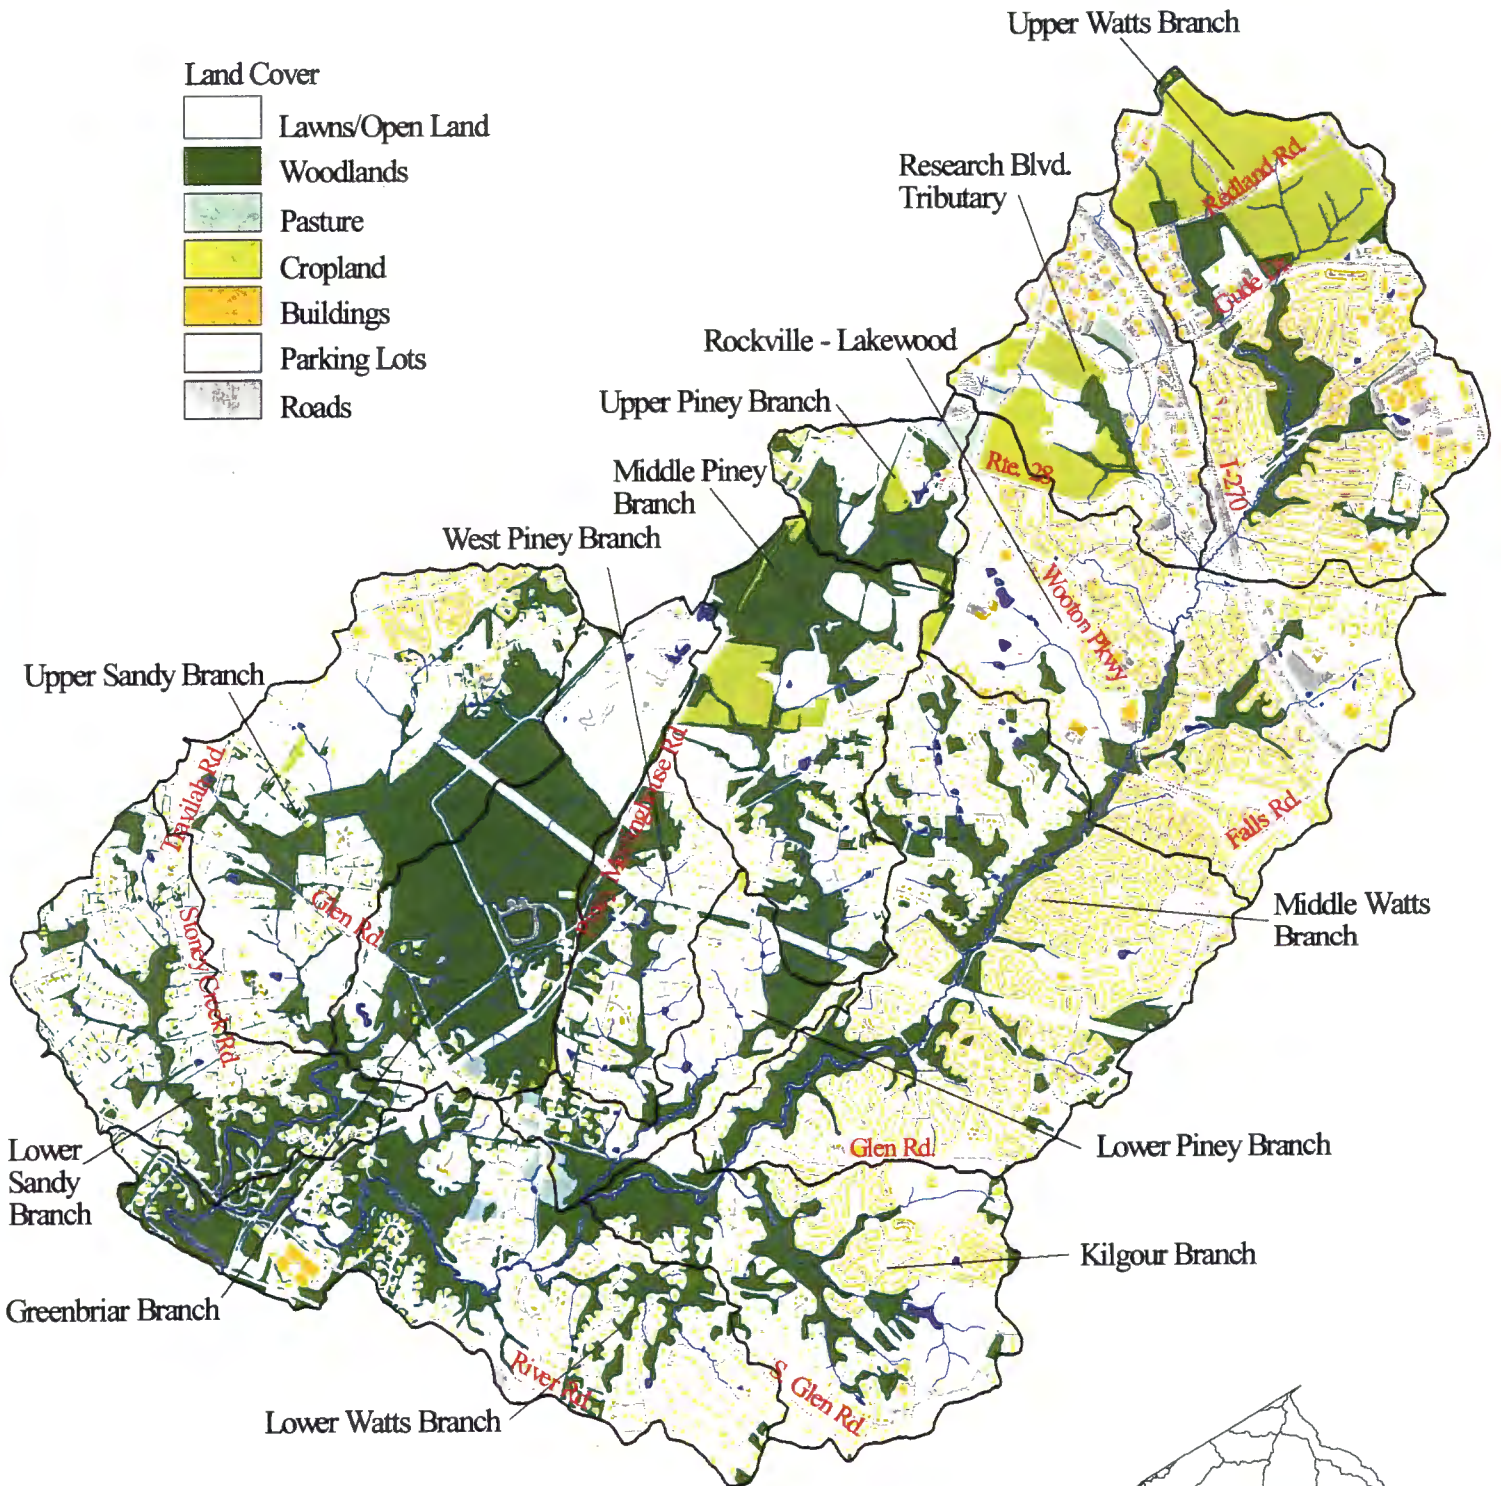 Upper Watts Branch
Land Cover
Lawns/Open Land
Woodlands
Pasture
Cropland
Buildings
Parking Lots
Roads
Research Blvd.
Tributary
Redland Rd.
Gude Dr.
Rockville - Lakewood
Upper Piney Branch
Middle Piney
Branch
Rte. 28
I-270
West Piney Branch
Wooton Pkwy
Upper Sandy Branch
Travilah Rd.
Falls Rd.
Glen Rd.
Stoney Creek Rd.
Middle Watts
Branch
Lower
Sandy
Branch
Glen Rd.
Lower Piney Branch
Kilgour Branch
Greenbriar Branch
River Rd.
S. Glen Rd.
Lower Watts Branch